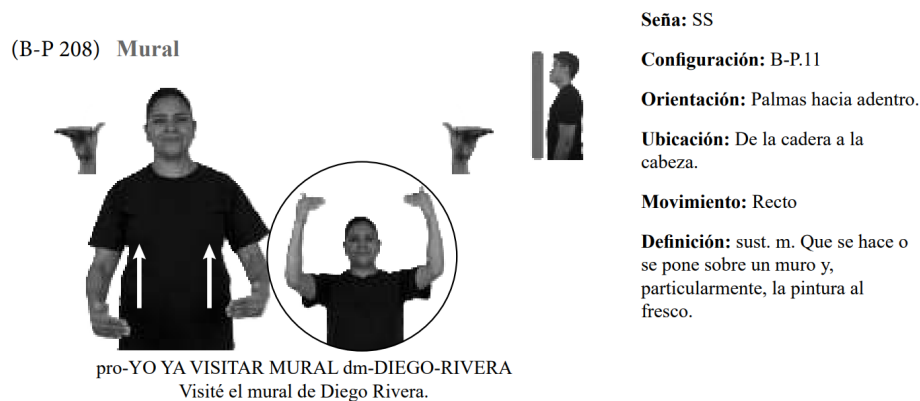 (B-P 208) Mural
pro-YO YA VISITAR MURAL dm-DIEGO-RIVERA
Visité el mural de Diego Rivera.
Seña: SS
Configuración: B-P.11
Orientación: Palmas hacia adentro.
Ubicación: De la cadera a la
cabeza.
Movimiento: Recto
Definición: sust. m. Que se hace o
se pone sobre un muro y,
particularmente, la pintura al
fresco.